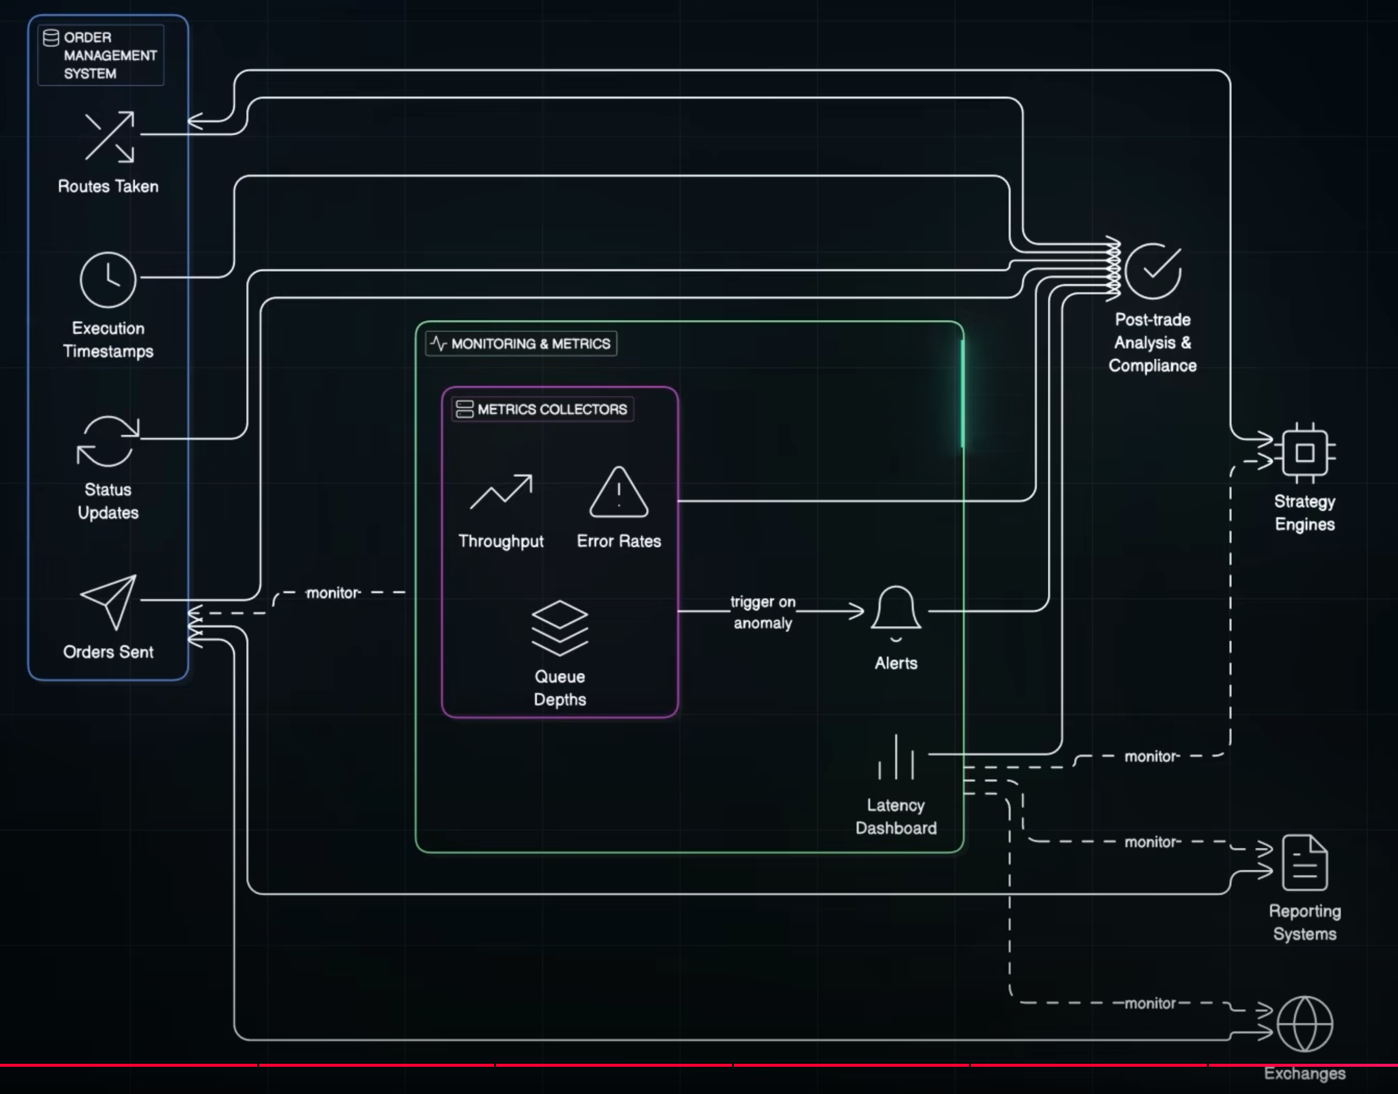 ORDER
MANAGEMENT
SYSTEM
Routes Taken
Execution
Timestamps
Status
Updates
Orders Sent
monitor
MONITORING & METRICS
METRICS COLLECTORS
Throughput
Error Rates
Queue
Depths
trigger on
anomaly
Alerts
Latency
Dashboard
Post-trade
Analysis &
Compliance
Strategy
Engines
monitor
monitor
Reporting
Systems
monitor
Exchanges